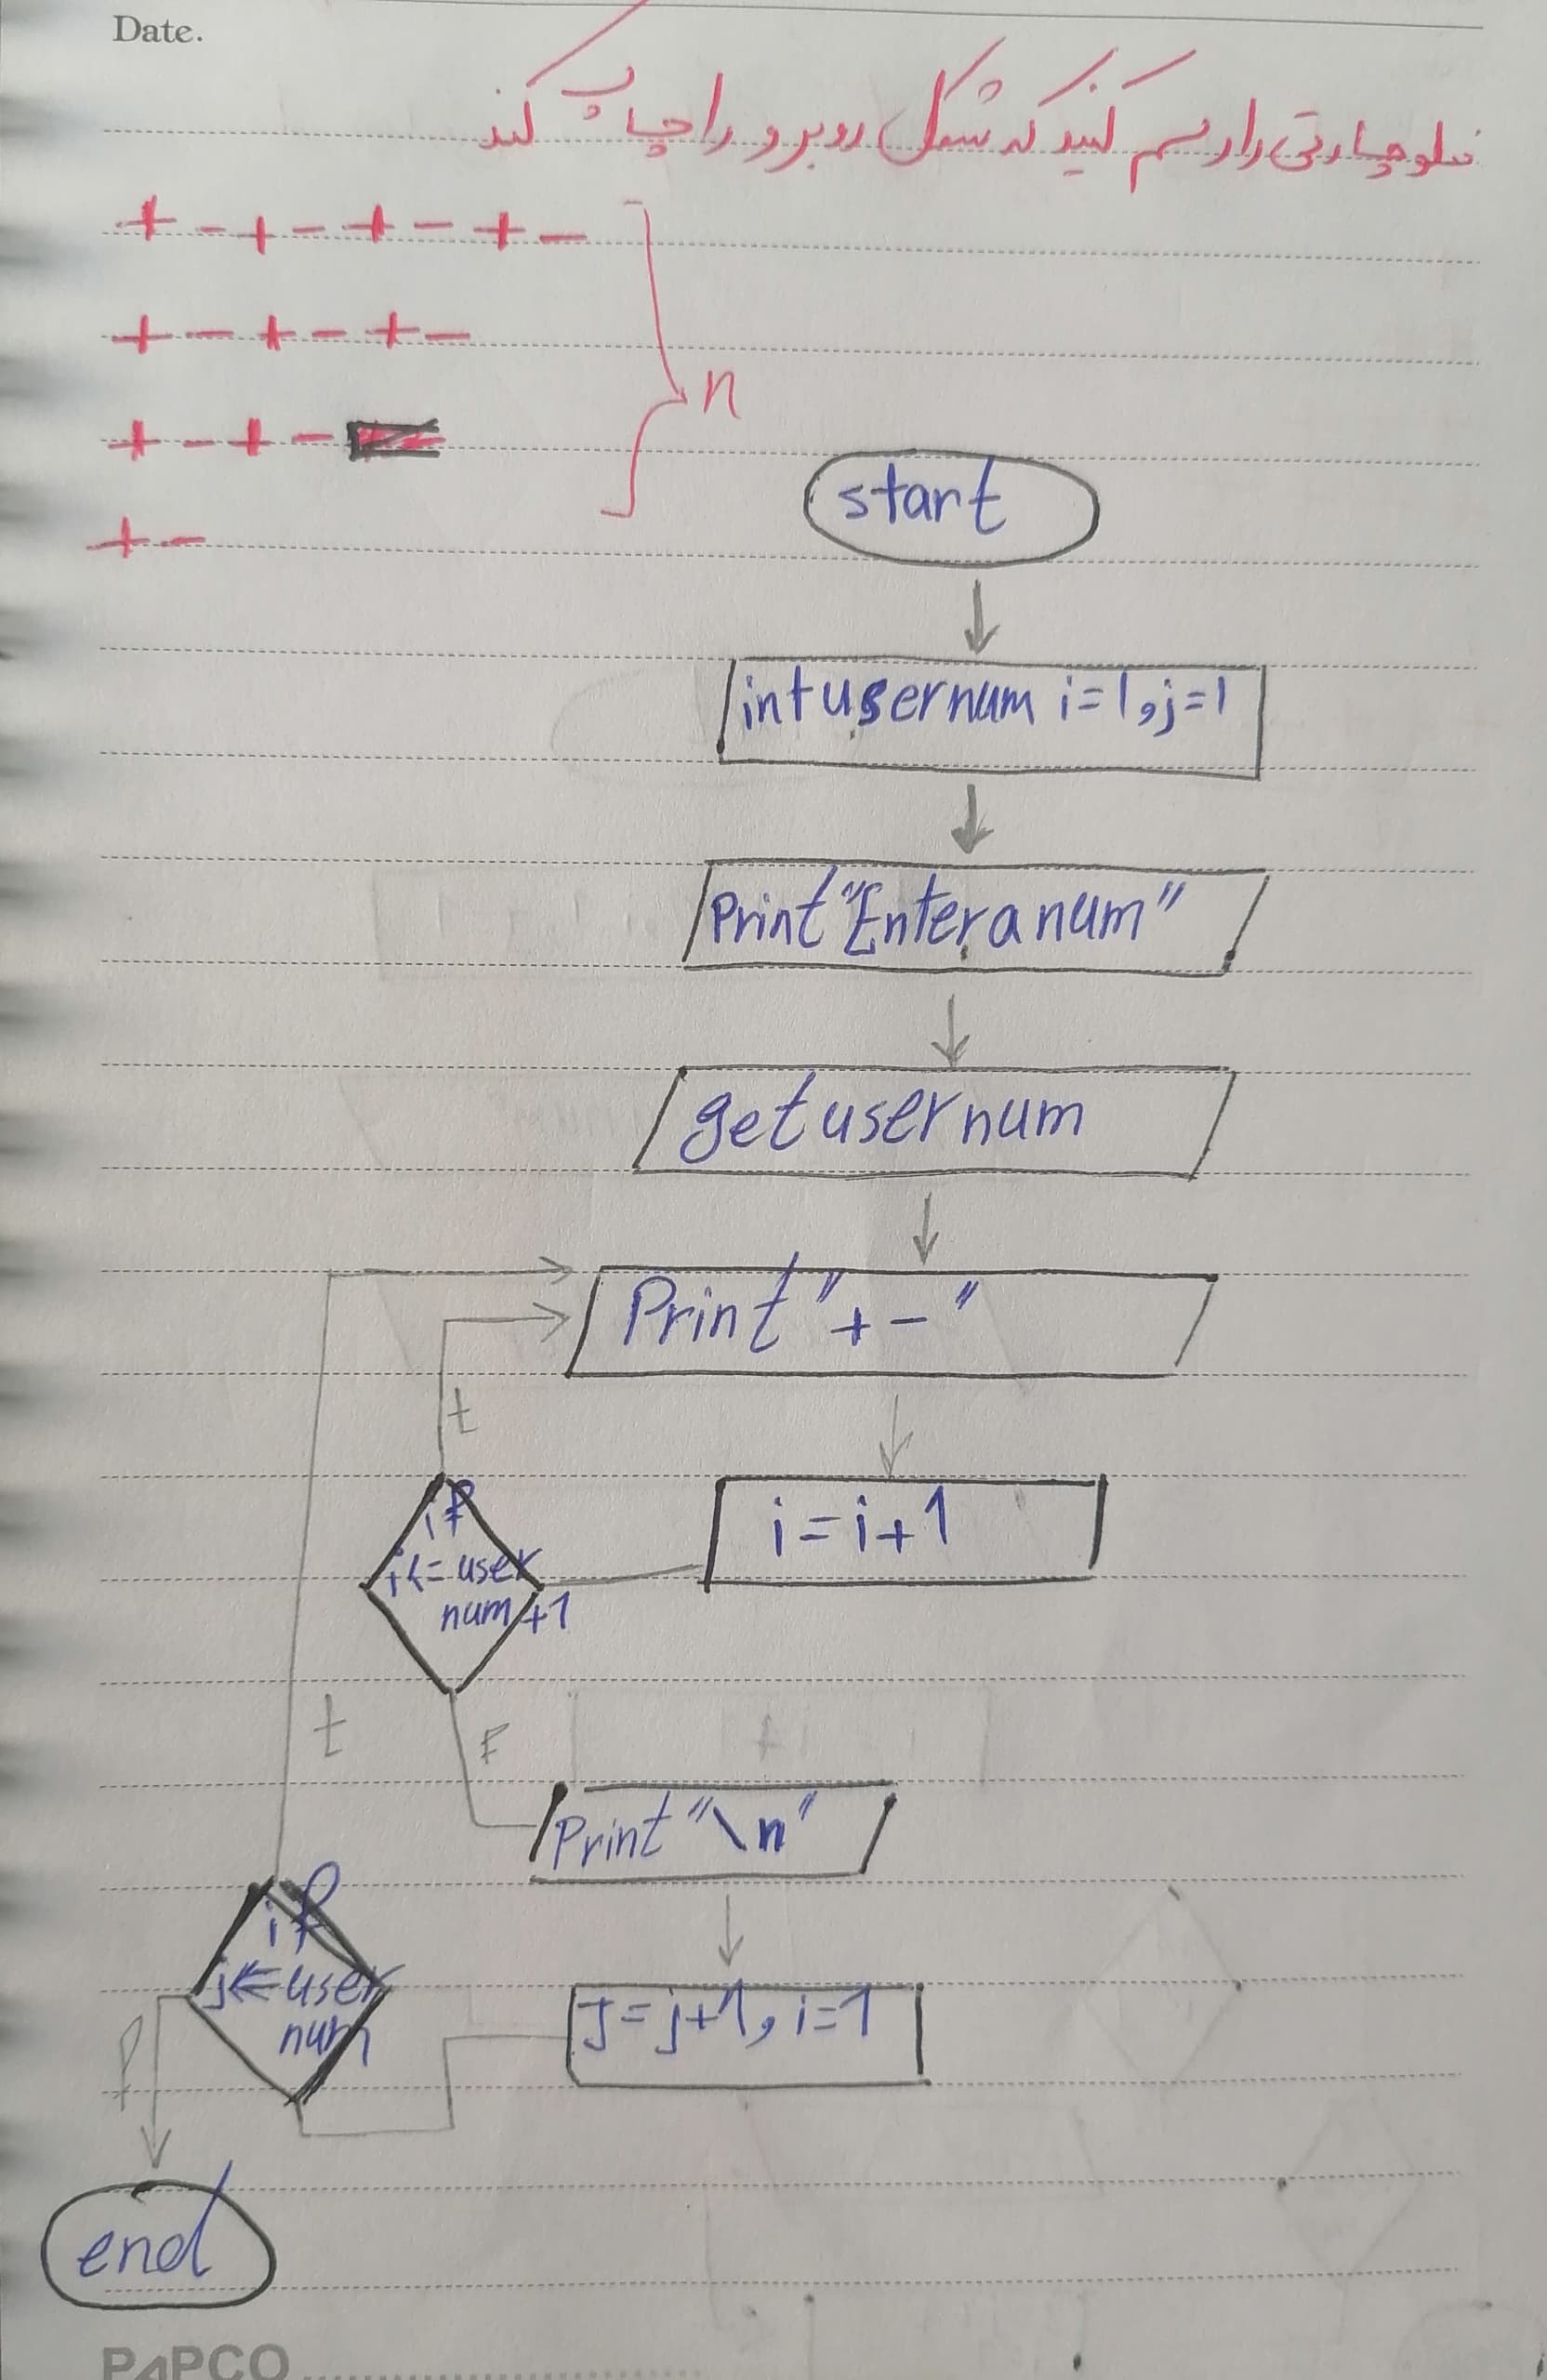 Date.
فلوچارتی را رسم کنید که شکل روبرو را چاپ کند
+ - + - + - + -
+ - + - + -
+ - + -
+ -
n
start
int usernum i=1,j=1
Print "Enter a num"
get usernum
Print "+ - "
t
i=i+1
if
i<=user
num+1
t
F
Print "\n"
if
j<=user
num
j=j+1, i=1
f
end
PAPCO